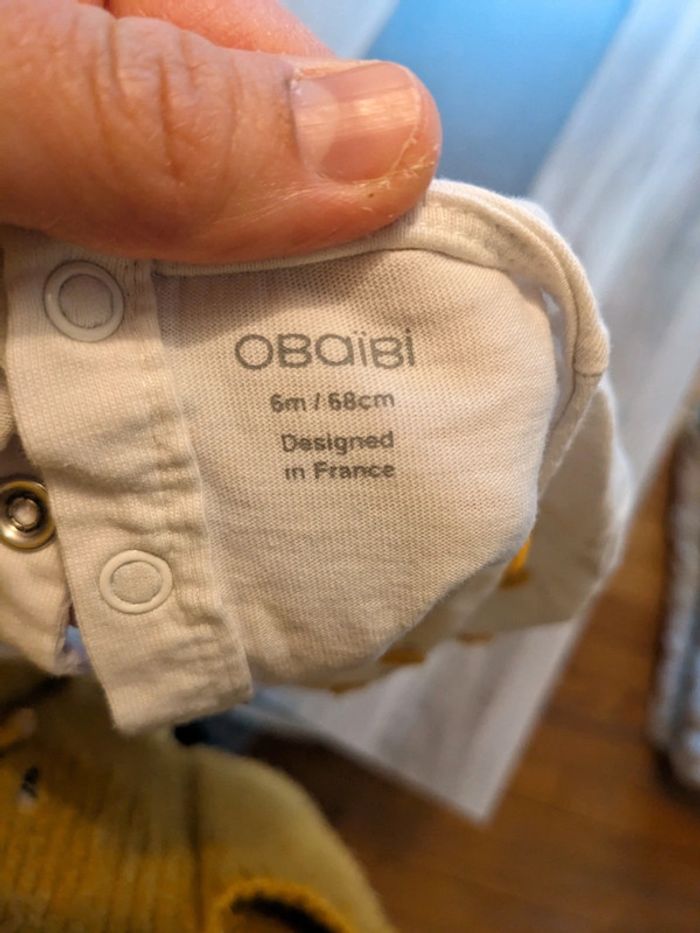 OBaïBi
6m / 68cm
Designed
in France